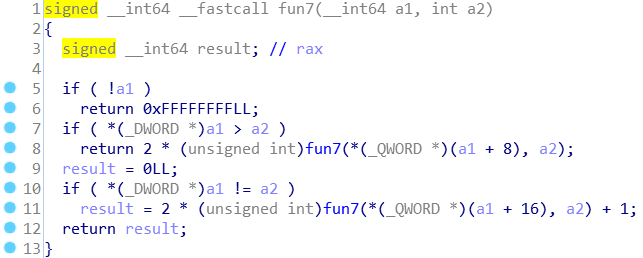 1 signed __int64 __fastcall fun7(__int64 a1, int a2)
2 {
3   signed __int64 result; // rax
4
5   if ( !a1 )
6     return 0xFFFFFFFFLL;
7   if ( *(_DWORD *)a1 > a2 )
8     return 2 * (unsigned int)fun7(*(_QWORD *)(a1 + 8), a2);
9   result = 0LL;
10   if ( *(_DWORD *)a1 != a2 )
11     result = 2 * (unsigned int)fun7(*(_QWORD *)(a1 + 16), a2) + 1;
12   return result;
13 }